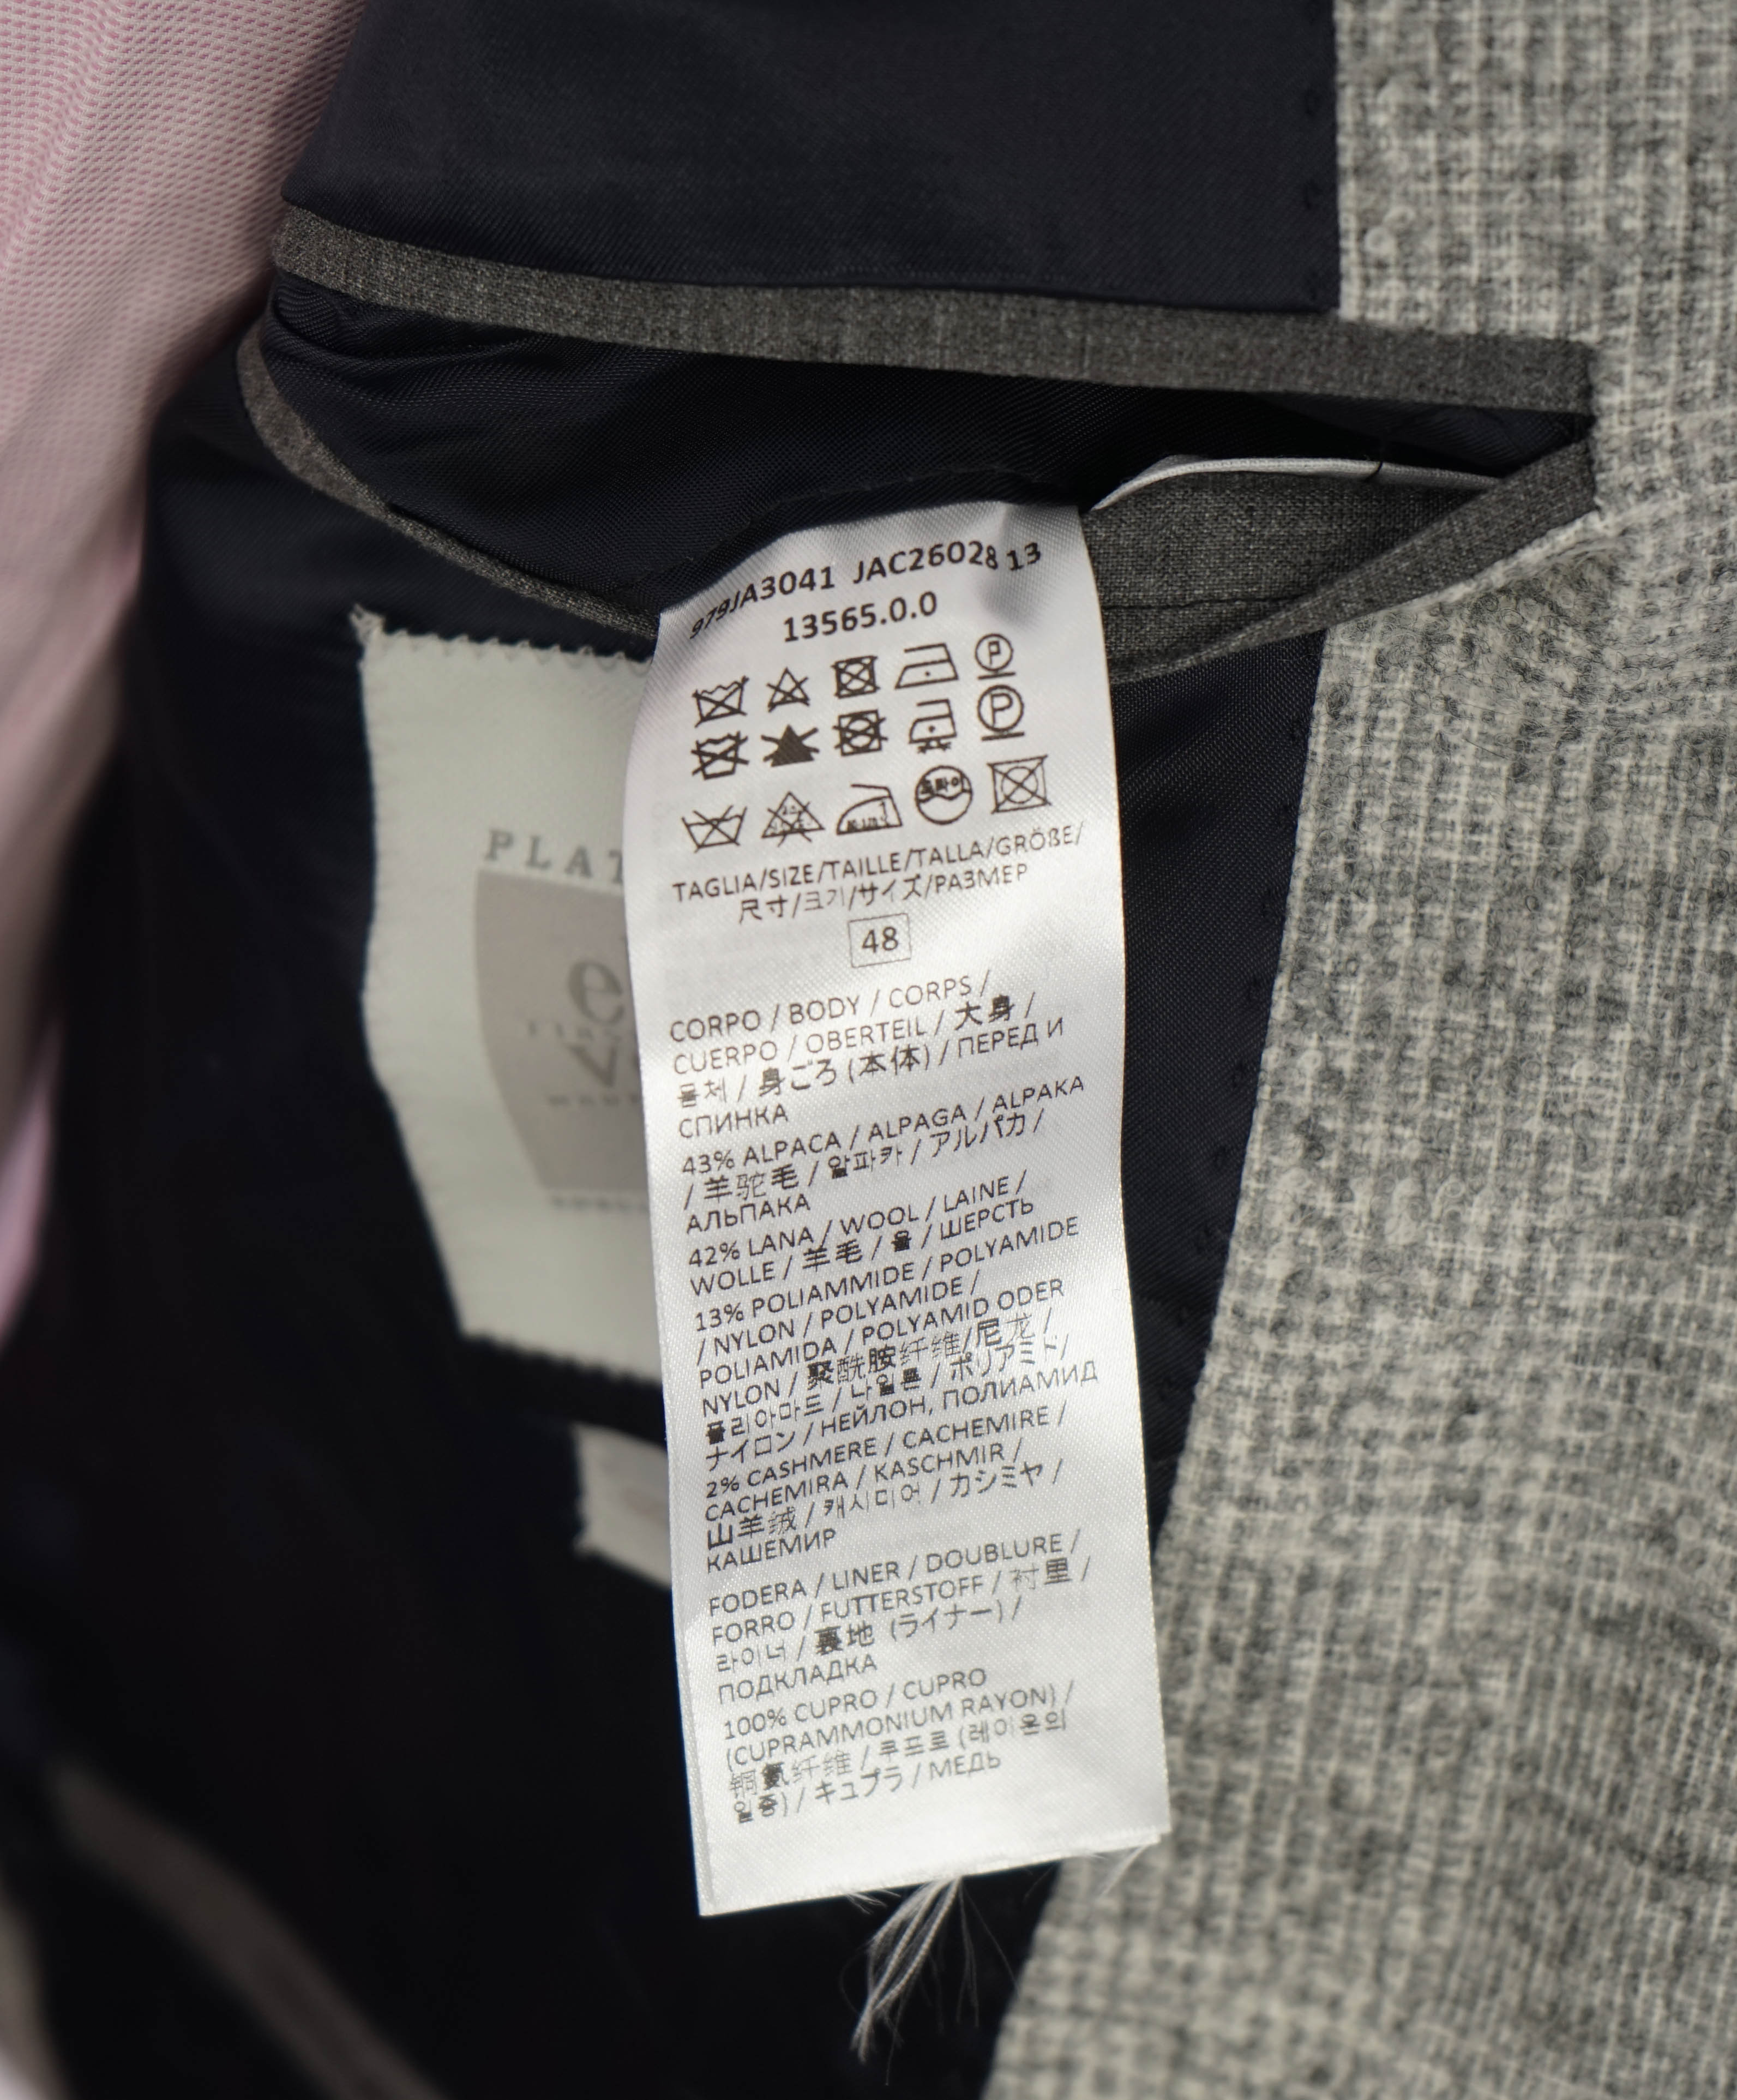 979JA3041 JAC26028 13
13565.0.0
TAGLIA/SIZE/TAILLE/TALLA/GRÖßE/
尺寸/크기/サイズ/РАЗМЕР
48
CORPO / BODY / CORPS /
CUERPO / OBERTEIL / 大身 /
몸체 / 身ごろ (本体) / ПЕРЕД И
СПИНКА
43% ALPACA / ALPAGA / ALPAKA
/ 羊驼毛 / 알파카 / アルパカ /
АЛЬПАКА
42% LANA / WOOL / LAINE /
WOLLE / 羊毛 / 울 / ШЕРСТЬ
13% POLIAMMIDE / POLYAMIDE
/ NYLON / POLYAMIDE /
POLIAMIDA / POLYAMID ODER
NYLON / 聚酰胺纤维/尼龙 /
폴리아마드 / 나일론 / ポリアミド/
ナイロン / НЕЙЛОН, ПОЛИАМИД
2% CASHMERE / CACHEMIRE /
CACHEMIRA / KASCHMIR /
山羊绒 / 캐시미어 / カシミヤ /
КАШЕМИР
FODERA / LINER / DOUBLURE /
FORRO / FUTTERSTOFF / 衬里 /
라이너 / 裏地 (ライナー) /
ПОДКЛАДКА
100% CUPRO / CUPRO
(CUPRAMMONIUM RAYON) /
铜氨纤维 / 쿠프로 (레이온의
일종) / キュプラ / МЕДЬ
PLAT
e